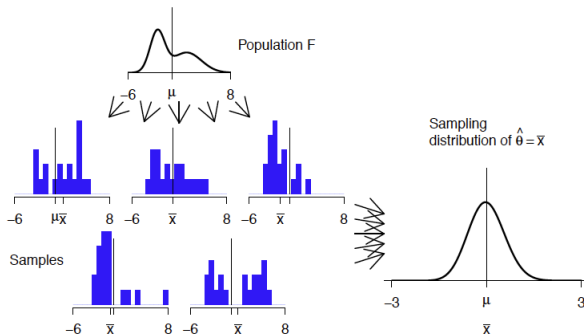 Population F
−6 μ 8
Sampling
distribution of θ̂ = x̄
−6 μ x̄ 8
−6 x̄ 8
−6 x̄ 8
Samples
−6 x̄ 8
−6 x̄ 8
−3 μ 3
x̄